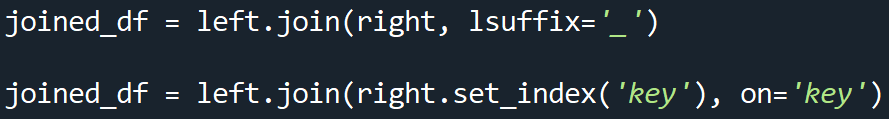 joined_df = left.join(right, lsuffix='_')
joined_df = left.join(right.set_index('key'), on='key')